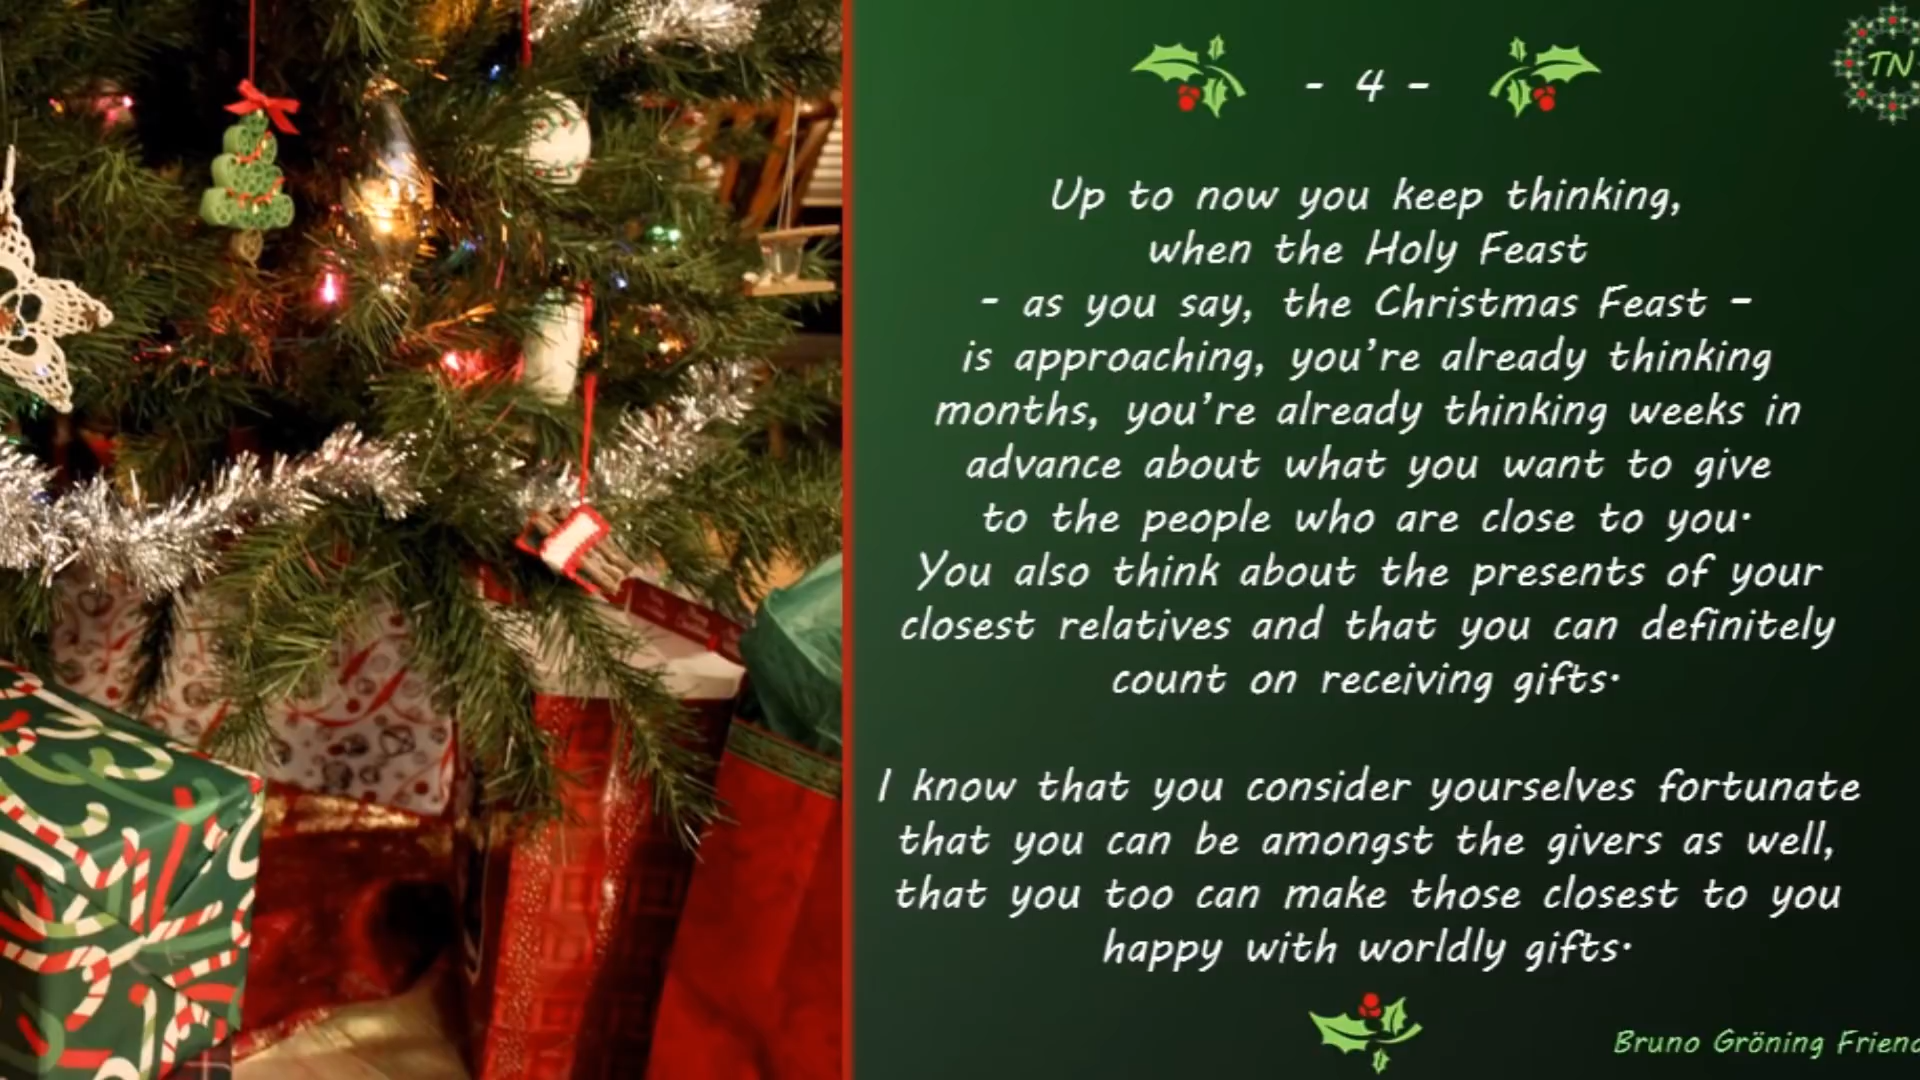 - 4 -
TN
Up to now you keep thinking,
when the Holy Feast
- as you say, the Christmas Feast -
is approaching, you're already thinking
months, you're already thinking weeks in
advance about what you want to give
to the people who are close to you.
You also think about the presents of your
closest relatives and that you can definitely
count on receiving gifts.
I know that you consider yourselves fortunate
that you can be amongst the givers as well,
that you too can make those closest to you
happy with worldly gifts.
Bruno Gröning Frien